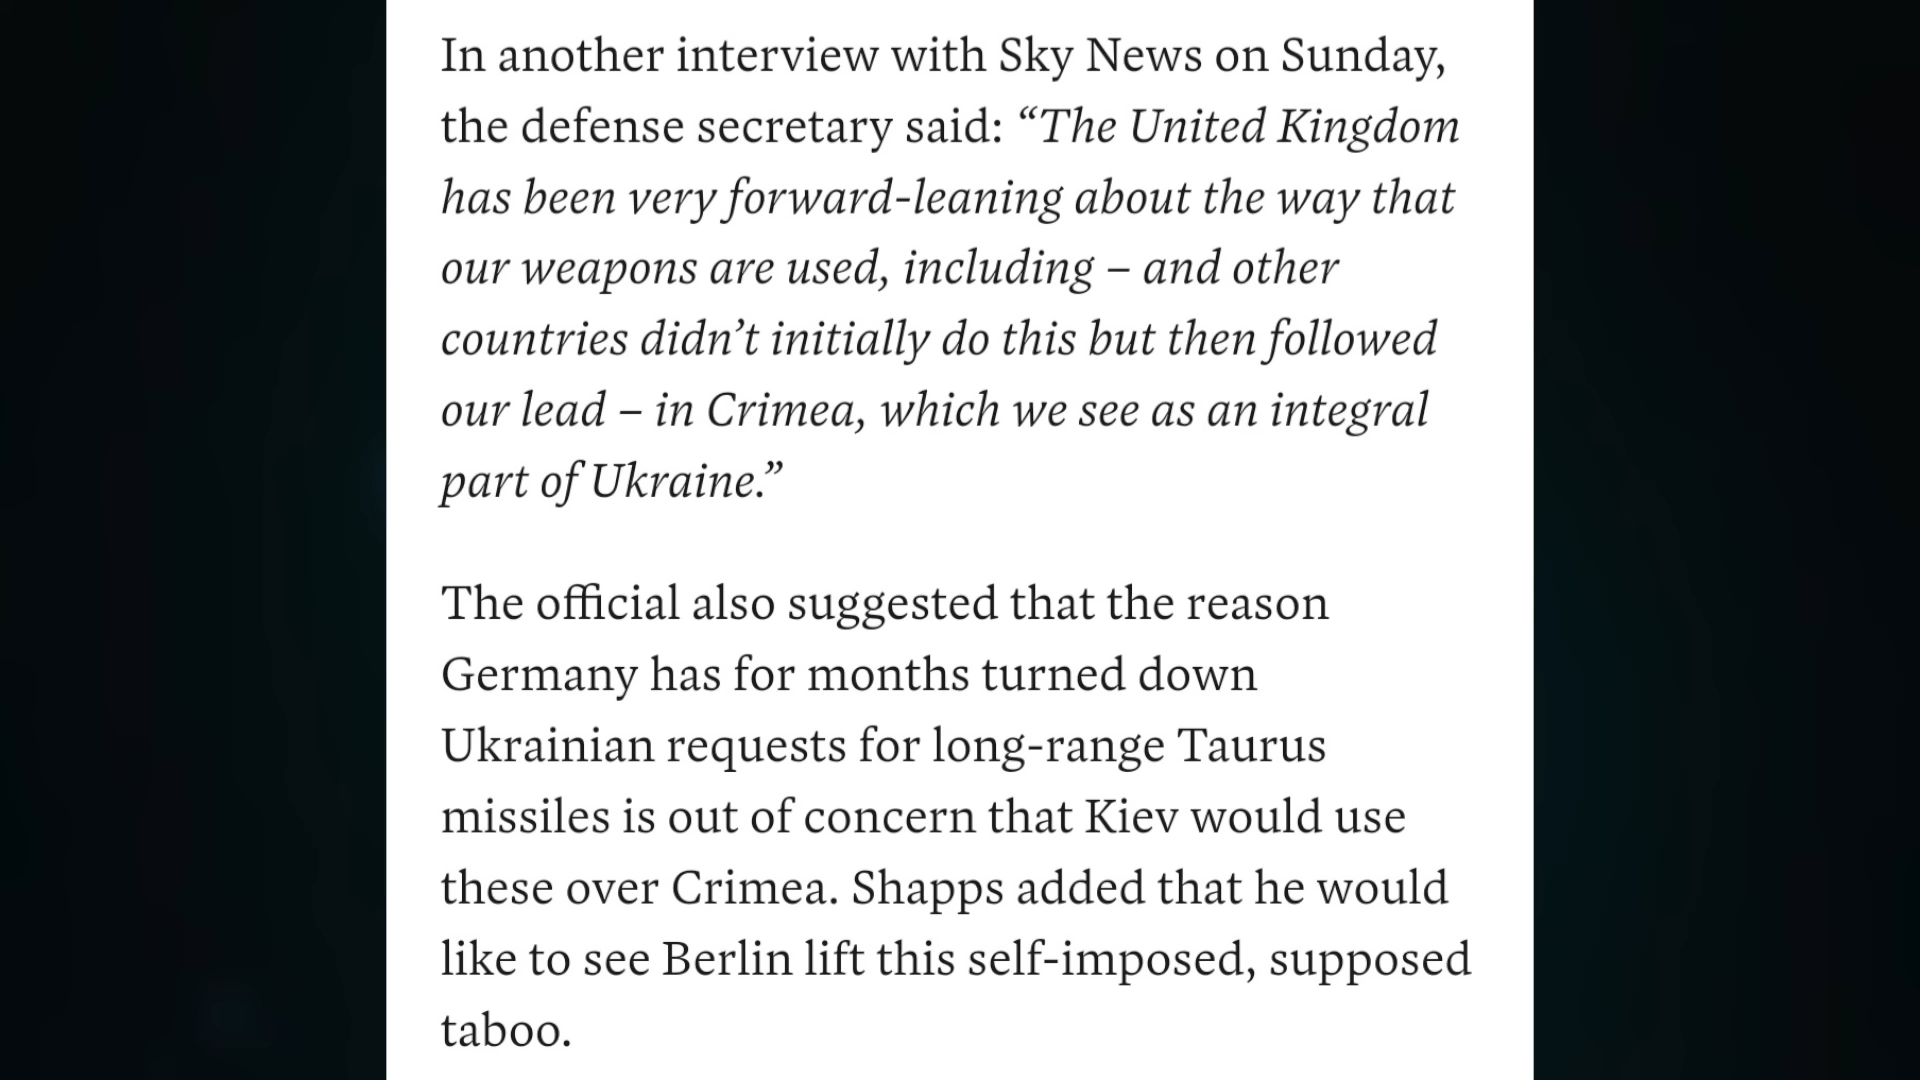 In another interview with Sky News on Sunday,
the defense secretary said: “The United Kingdom
has been very forward-leaning about the way that
our weapons are used, including – and other
countries didn’t initially do this but then followed
our lead – in Crimea, which we see as an integral
part of Ukraine.”
The official also suggested that the reason
Germany has for months turned down
Ukrainian requests for long-range Taurus
missiles is out of concern that Kiev would use
these over Crimea. Shapps added that he would
like to see Berlin lift this self-imposed, supposed
taboo.